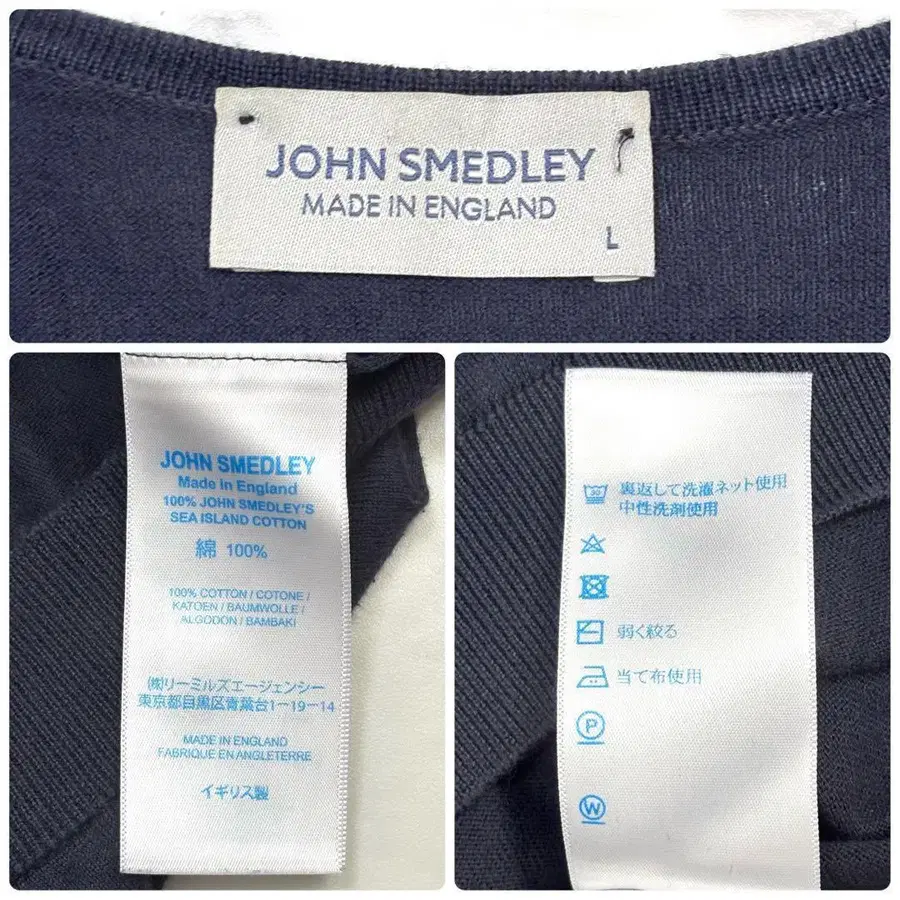 JOHN SMEDLEY
MADE IN ENGLAND
L
JOHN SMEDLEY
Made in England
100% JOHN SMEDLEY'S
SEA ISLAND COTTON
綿 100%
100% COTTON / COTONE /
KATOEN / BAUMWOLLE /
ALGODON / BAMBAKI
㈱リーミルズエージェンシー
東京都目黒区青葉台1-19-14
MADE IN ENGLAND
FABRIQUE EN ANGLETERRE
イギリス製
30 裏返して洗濯ネット使用
中性洗剤使用
弱く絞る
当て布使用
P
W